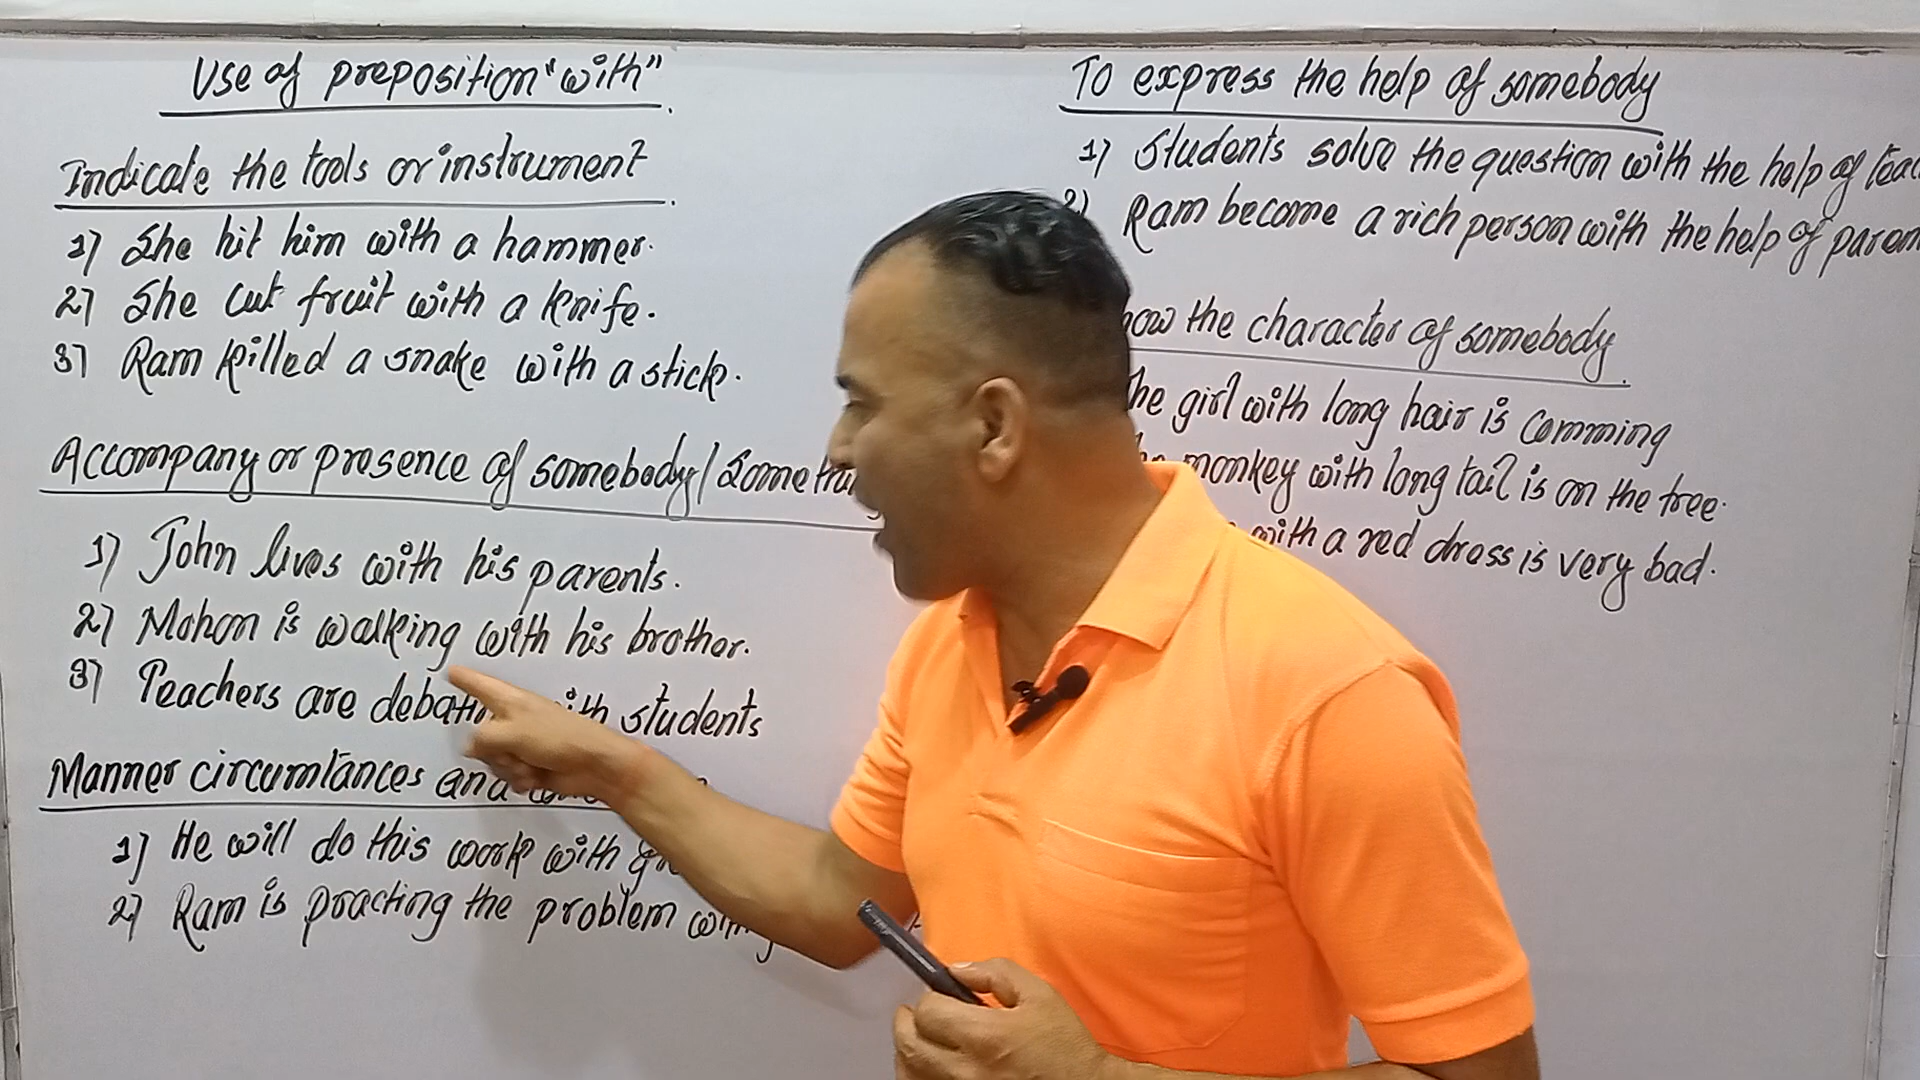 Use of preposition "with"
Indicate the tools or instrument
1) She hit him with a hammer.
2) She cut fruit with a knife.
3) Ram killed a snake with a stick.
Accompany or presence of somebody/
1) John lives with his parents.
2) Mohan is walking with his brother.
3) Teachers are with students
Manner circumtances and
1) He will do this work with
2) Ram is practing the problem
To express the help of somebody
1) Students solve the question with the help of
2) Ram become a rich person with the help of
the character of somebody
girl with long hair is comming
monkey with long tail is on the tree.
with a red dress is very bad.